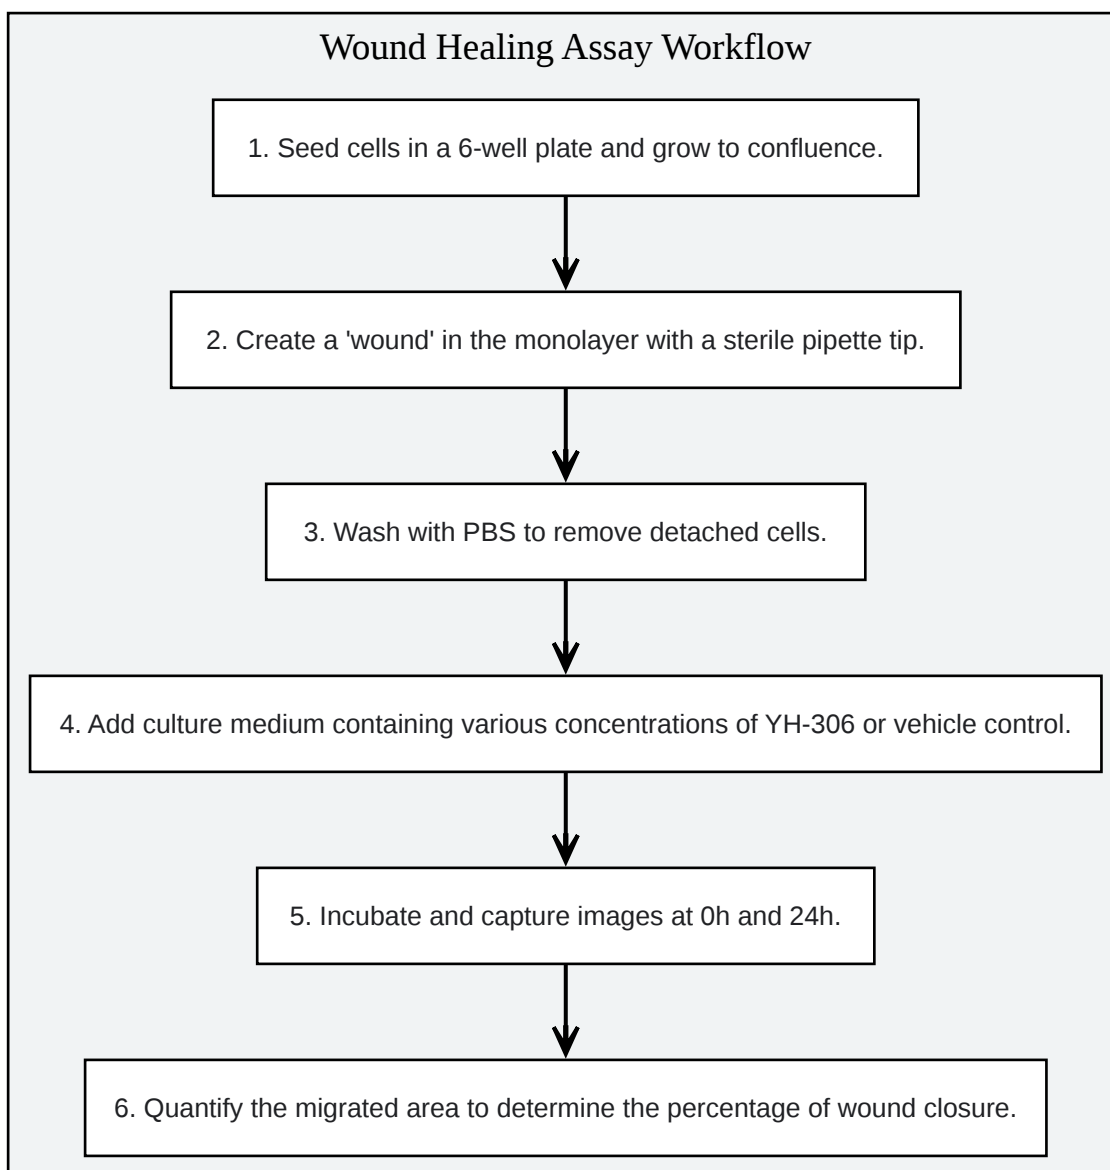 Wound Healing Assay Workflow
1. Seed cells in a 6-well plate and grow to confluence.
2. Create a 'wound' in the monolayer with a sterile pipette tip.
3. Wash with PBS to remove detached cells.
4. Add culture medium containing various concentrations of YH-306 or vehicle control.
5. Incubate and capture images at 0h and 24h.
6. Quantify the migrated area to determine the percentage of wound closure.